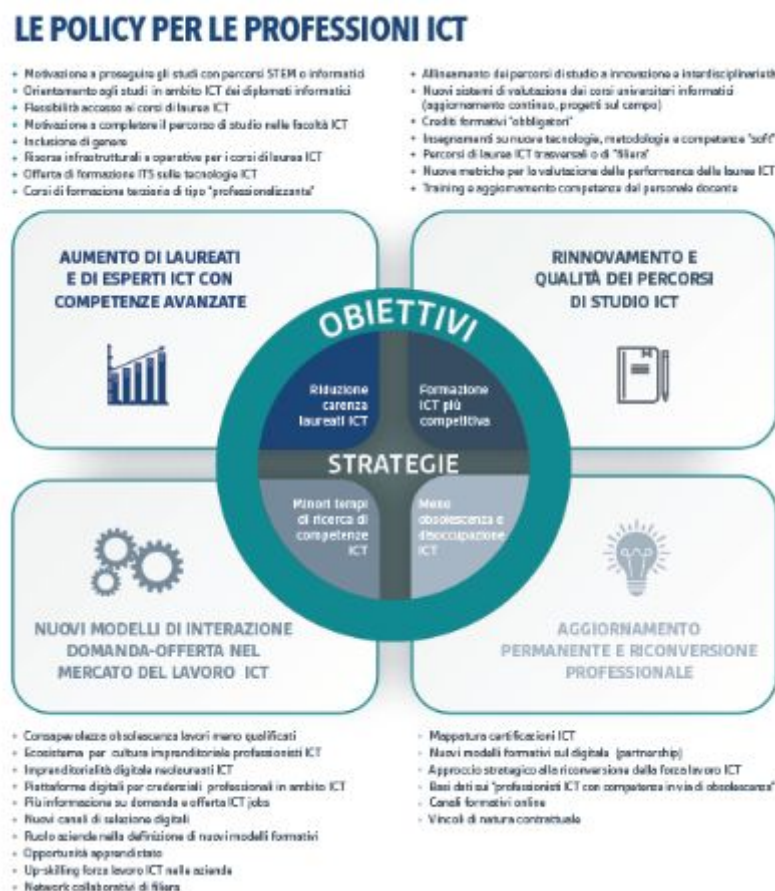 LE POLICY PER LE PROFESSIONI ICT
+ Motivazione a proseguire gli studi con percorsi STEM o informatici
+ Orientamento agli studi in ambito ICT dei diplomati informatici
+ Flessibilità accesso ai corsi di laurea ICT
+ Motivazione a completare il percorso di studio nelle facoltà ICT
+ Inclusione di genere
+ Risorse infrastrutturali e operative per i corsi di laurea ICT
+ Offerta di formazione ITS sulle tecnologie ICT
+ Corsi di formazione terziaria di tipo "professionalizzante"
+ Allineamento dei percorsi di studio a innovazione e interdisciplinarietà
+ Nuovi sistemi di valutazione dei corsi universitari informatici
(aggiornamento continuo, progetti sul campo)
+ Crediti formativi "obbligatori"
+ Insegnamenti su nuove tecnologie, metodologie e competenze "soft"
+ Percorsi di laurea ICT trasversali o di "filiera"
+ Nuove metriche per la valutazione delle performance delle lauree ICT
+ Training e aggiornamento competenze del personale docente
AUMENTO DI LAUREATI
E DI ESPERTI ICT CON
COMPETENZE AVANZATE
RINNOVAMENTO E
QUALITÀ DEI PERCORSI
DI STUDIO ICT
OBIETTIVI
Riduzione
carenza
laureati ICT
Formazione
ICT più
competitiva
STRATEGIE
Minori tempi
di ricerca di
competenze
ICT
Meno
obsolescenza e
disoccupazione
ICT
NUOVI MODELLI DI INTERAZIONE
DOMANDA-OFFERTA NEL
MERCATO DEL LAVORO ICT
AGGIORNAMENTO
PERMANENTE E RICONVERSIONE
PROFESSIONALE
+ Consapevolezza obsolescenza lavori meno qualificati
+ Ecosistema per cultura imprenditoriale professionisti ICT
+ Imprenditorialità digitale neolaureati ICT
+ Piattaforme digitali per credenziali professionali in ambito ICT
+ Più informazione su domanda e offerta ICT jobs
+ Nuovi canali di selezione digitali
+ Ruolo aziende nella definizione di nuovi modelli formativi
+ Opportunità apprendistato
+ Up-skilling forza lavoro ICT nelle aziende
+ Network collaborativi di filiera
+ Mappatura certificazioni ICT
+ Nuovi modelli formativi sul digitale (partnership)
+ Approccio strategico alla riconversione della forza lavoro ICT
+ Basi dati sui "professionisti ICT con competenze in via di obsolescenza"
+ Canali formativi online
+ Vincoli di natura contrattuale